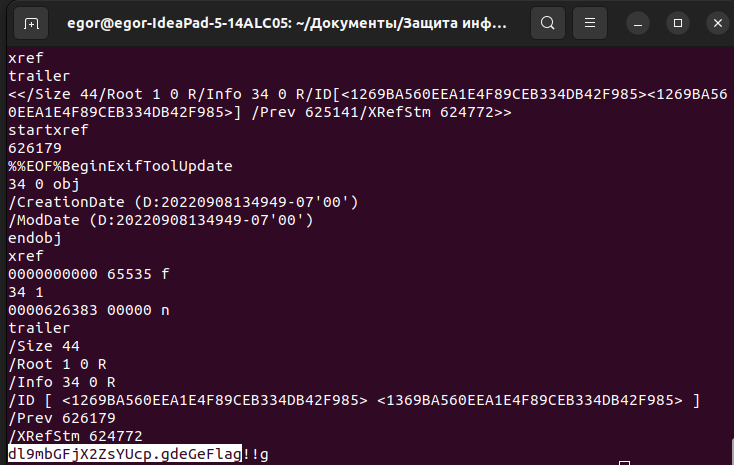 egor@egor-IdeaPad-5-14ALC05: ~/Документы/Защита инф...
xref
trailer
<</Size 44/Root 1 0 R/Info 34 0 R/ID[<1269BA560EEA1E4F89CEB334DB42F985><1269BA56
0EEA1E4F89CEB334DB42F985>] /Prev 625141/XRefStm 624772>>
startxref
626179
%%EOF%BeginExifToolUpdate
34 0 obj
/CreationDate (D:20220908134949-07'00')
/ModDate (D:20220908134949-07'00')
endobj
xref
0000000000 65535 f
34 1
0000626383 00000 n
trailer
/Size 44
/Root 1 0 R
/Info 34 0 R
/ID [ <1269BA560EEA1E4F89CEB334DB42F985> <1369BA560EEA1E4F89CEB334DB42F985> ]
/Prev 626179
/XRefStm 624772
dl9mbGFjX2ZsYUcp.gdeGeFlag!!g